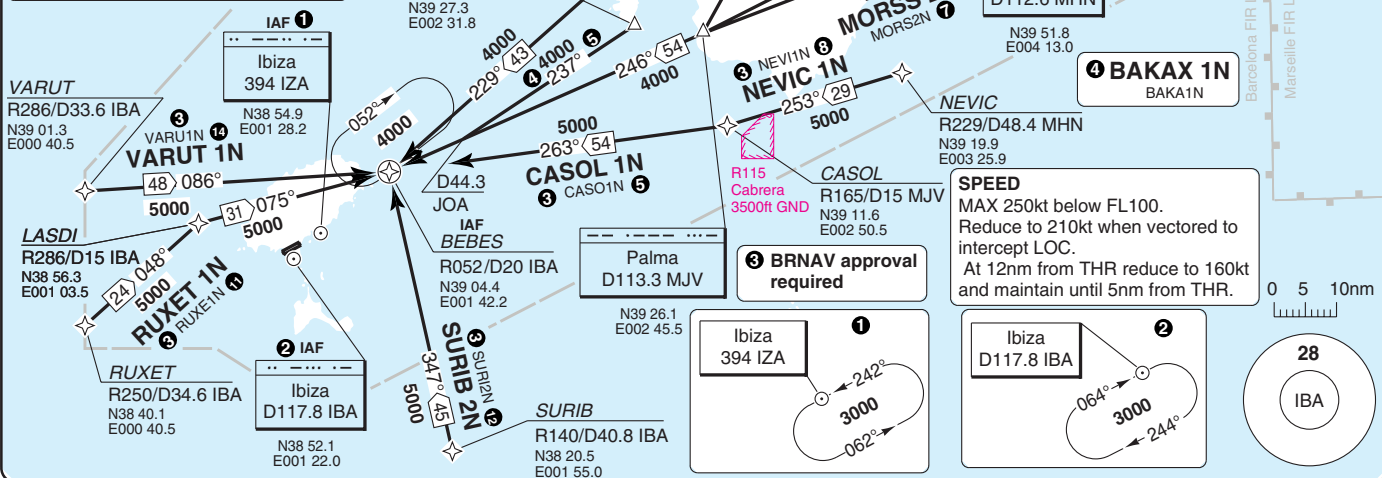 N39 27.3
E002 31.8
MORSS
MORS2N 7
D112.6 MHN
N39 51.8
E004 13.0
Barcelona FIR
Marseille FIR
4 BAKAX 1N
BAKA1N
IAF 1
Ibiza
394 IZA
N38 54.9
E001 28.2
VARUT
R286/D33.6 IBA
N39 01.3
E000 40.5
3
VARU1N 14
VARUT 1N
48 086°
5000
052°
4000
4000
229° 43
4 4000 5
237°
246° 54
4000
3 NEVI1N 8
NEVIC 1N
253° 29
5000
NEVIC
R229/D48.4 MHN
N39 19.9
E003 25.9
5000
263° 54
CASOL 1N
3 CASO1N 5
R115
Cabrera
3500ft GND
CASOL
R165/D15 MJV
N39 11.6
E002 50.5
SPEED
MAX 250kt below FL100.
Reduce to 210kt when vectored to
intercept LOC.
At 12nm from THR reduce to 160kt
and maintain until 5nm from THR.
31 075°
5000
LASDI
R286/D15 IBA
N38 56.3
E001 03.5
24 048°
5000
RUXET 1N
3 RUXE1N 11
RUXET
R250/D34.6 IBA
N38 40.1
E000 40.5
D44.3
JOA
IAF
BEBES
R052/D20 IBA
N39 04.4
E001 42.2
Palma
D113.3 MJV
N39 26.1
E002 45.5
3 BRNAV approval
required
2 IAF
Ibiza
D117.8 IBA
N38 52.1
E001 22.0
347° 45
5000
SURIB 2N
3 SURI2N 12
SURIB
R140/D40.8 IBA
N38 20.5
E001 55.0
1
Ibiza
394 IZA
242°
3000
062°
2
Ibiza
D117.8 IBA
064°
3000
244°
0 5 10nm
28
IBA